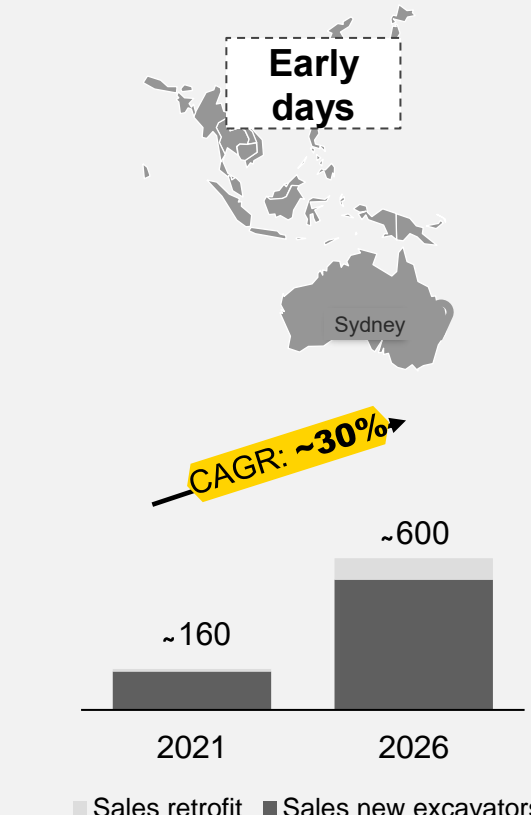 Early
days
Sydney
CAGR: ~30%
~600
~160
2021 2026
Sales retrofit Sales new excavators